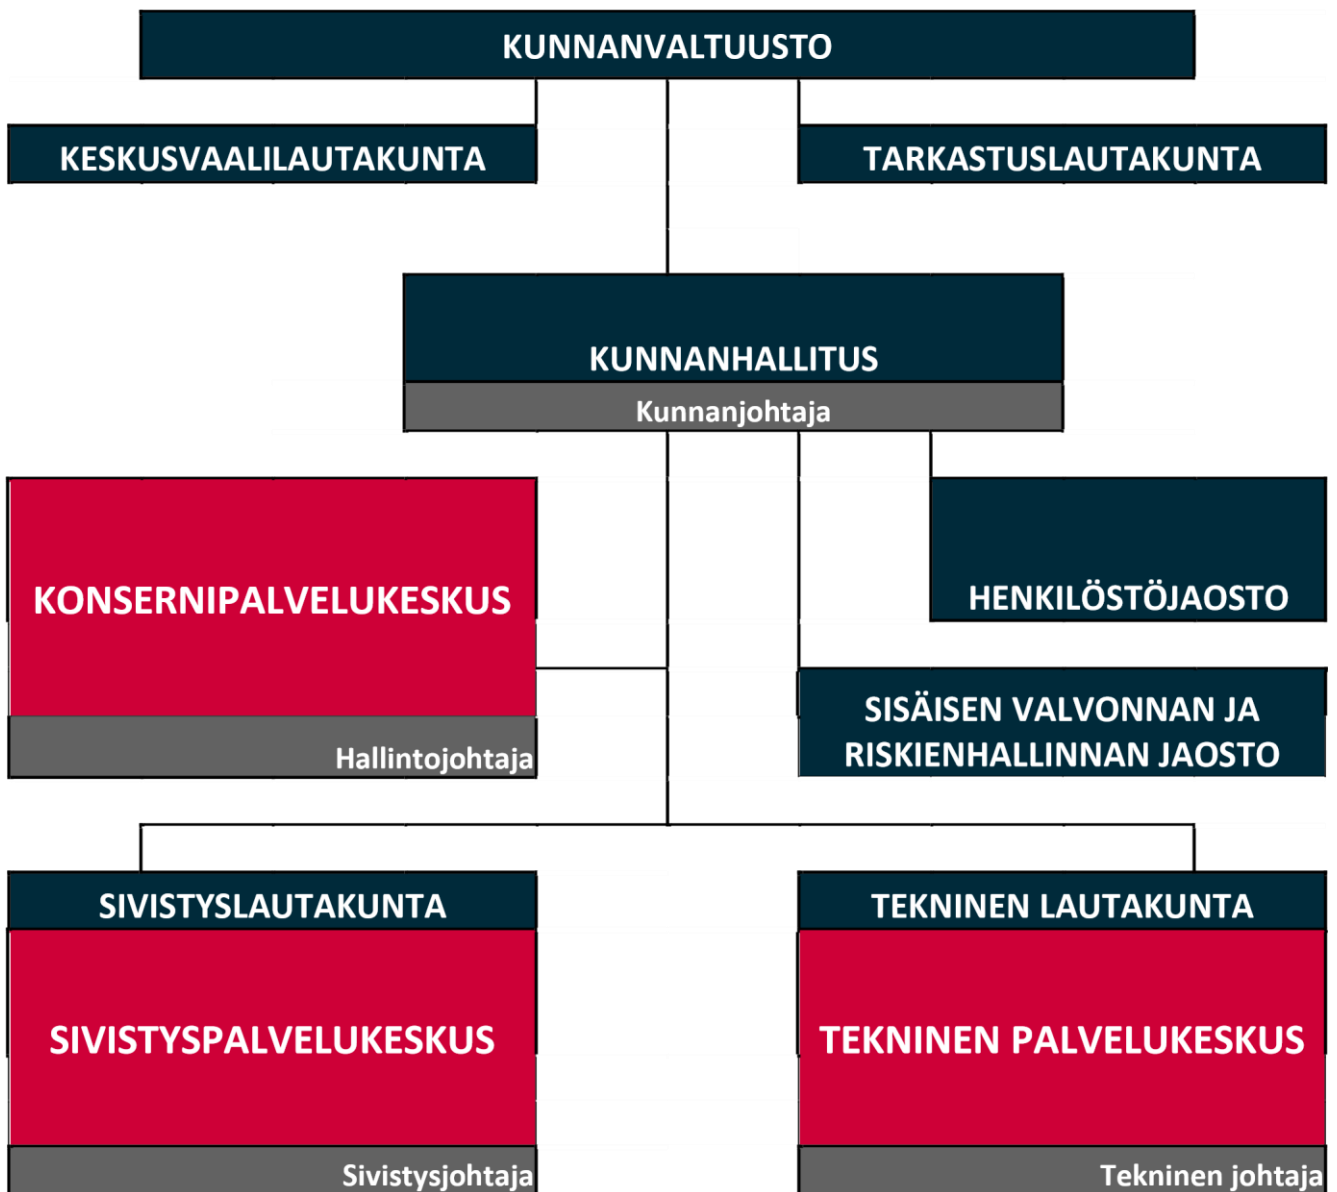 KUNNANVALTUUSTO
KESKUSVAALILAUTAKUNTA
TARKASTUSLAUTAKUNTA
KUNNANHALLITUS
Kunnanjohtaja
KONSERNIPALVELUKESKUS
Hallintojohtaja
HENKILÖSTÖJAOSTO
SISÄISEN VALVONNAN JA
RISKIENHALLINNAN JAOSTO
SIVISTYSLAUTAKUNTA
SIVISTYSPALVELUKESKUS
Sivistysjohtaja
TEKNINEN LAUTAKUNTA
TEKNINEN PALVELUKESKUS
Tekninen johtaja